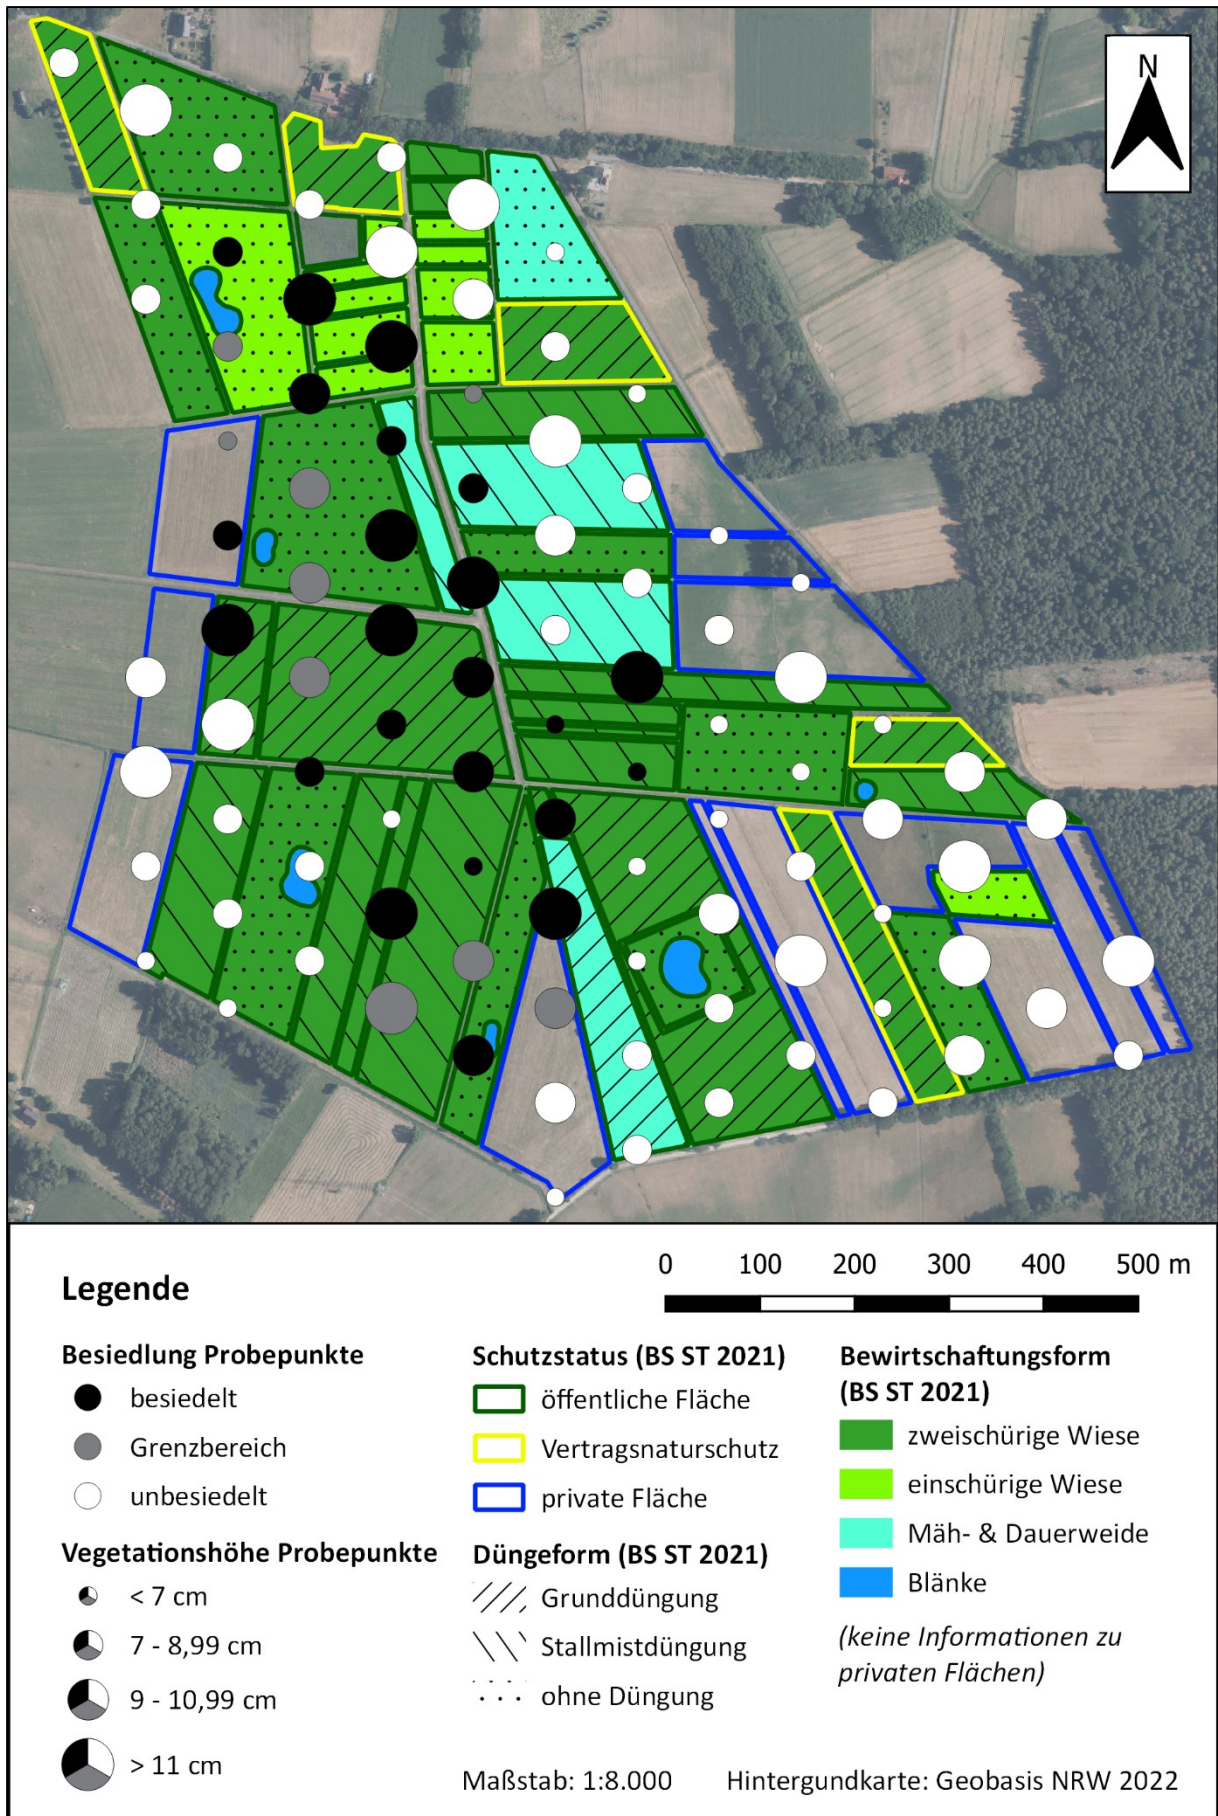 N
Legende
0 100 200 300 400 500 m
Besiedlung Probepunkte
besiedelt
Grenzbereich
unbesiedelt
Vegetationshöhe Probepunkte
< 7 cm
7 - 8,99 cm
9 - 10,99 cm
> 11 cm
Schutzstatus (BS ST 2021)
öffentliche Fläche
Vertragsnaturschutz
private Fläche
Düngeform (BS ST 2021)
Grunddüngung
Stallmistdüngung
ohne Düngung
Bewirtschaftungsform
(BS ST 2021)
zweischürige Wiese
einschürige Wiese
Mäh- & Dauerweide
Blänke
(keine Informationen zu
privaten Flächen)
Maßstab: 1:8.000
Hintergundkarte: Geobasis NRW 2022